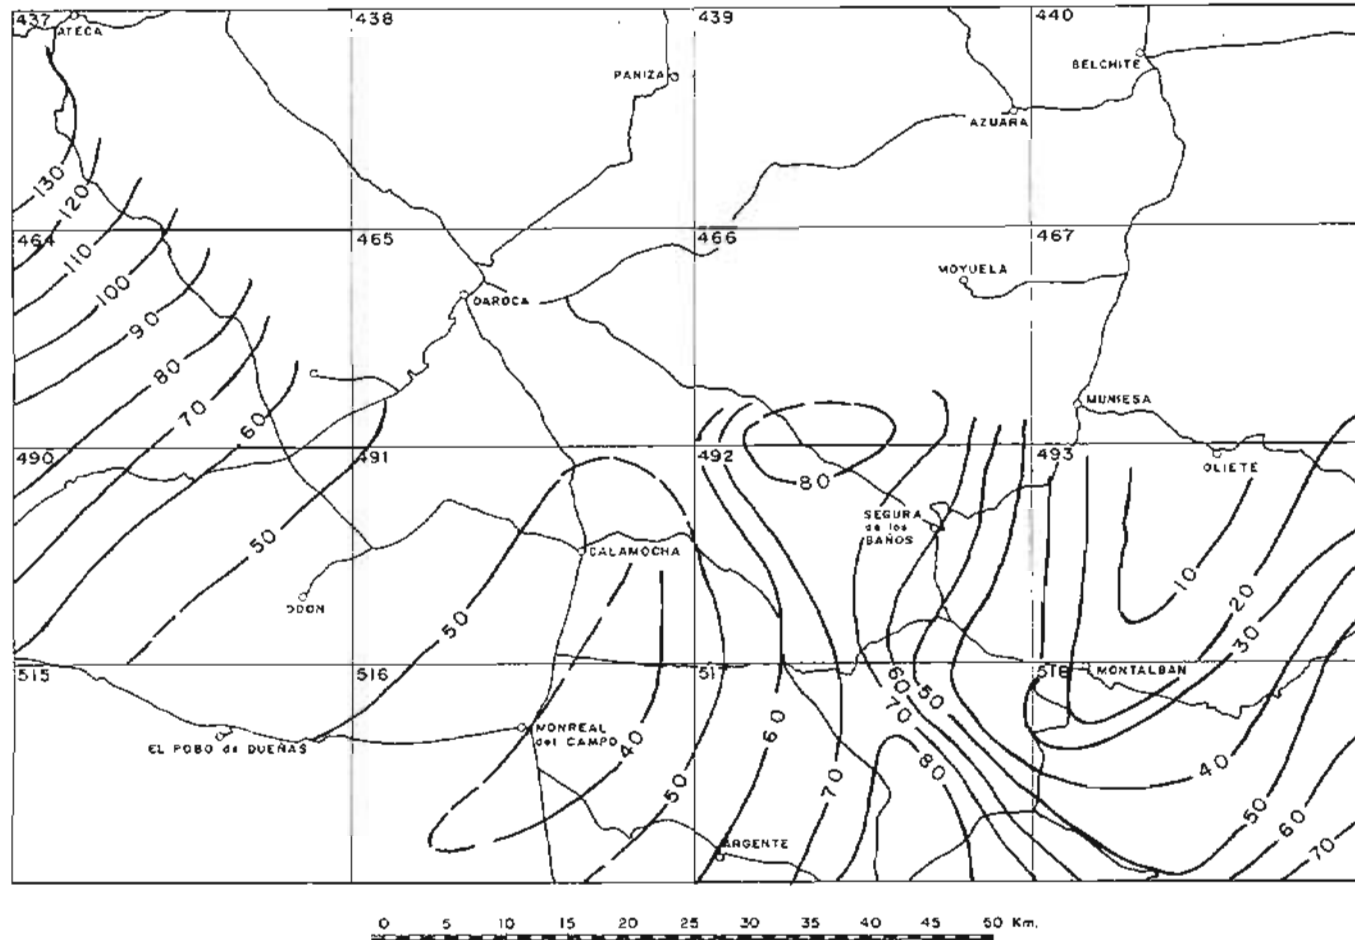 437
438
439
440
ATECA
PANIZA
BELCHITE
AZUARA
130
120
464
465
466
467
110
MOYUELA
100
DAROCA
90
80
70
60
MUNIESA
490
491
492
493
OLIETE
80
SEGURA
de los
BAÑOS
50
CALAMOCHA
10
ODON
20
50
30
515
516
517
518
MONTALBAN
60
50
70
60
MONREAL
del CAMPO
EL POBO de DUEÑAS
40
80
40
70
50
50
60
ARGENTE
70
0 5 10 15 20 25 30 35 40 45 50 Km.